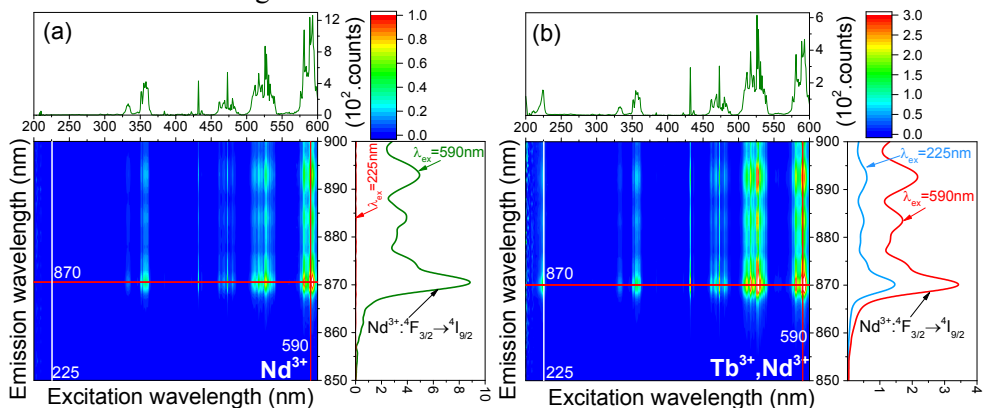 (a)
12
8
4
0
200 250 300 350 400 450 500 550 600
1.0
0.8
0.6
0.4
0.2
0.0
(10².counts)
900
890
880
870
860
850
Emission wavelength (nm)
870
590
225
Nd³⁺
Excitation wavelength (nm)
λex=590nm
λex=225nm
Nd³⁺:⁴F3/2→⁴I9/2
0 2 4 6 8 10
(b)
6
4
2
0
200 250 300 350 400 450 500 550 600
3.0
2.5
2.0
1.5
1.0
0.5
0.0
(10².counts)
900
890
880
870
860
850
Emission wavelength (nm)
870
590
225
Tb³⁺,Nd³⁺
Excitation wavelength (nm)
λex=225nm
λex=590nm
Nd³⁺:⁴F3/2→⁴I9/2
1 2 3 4